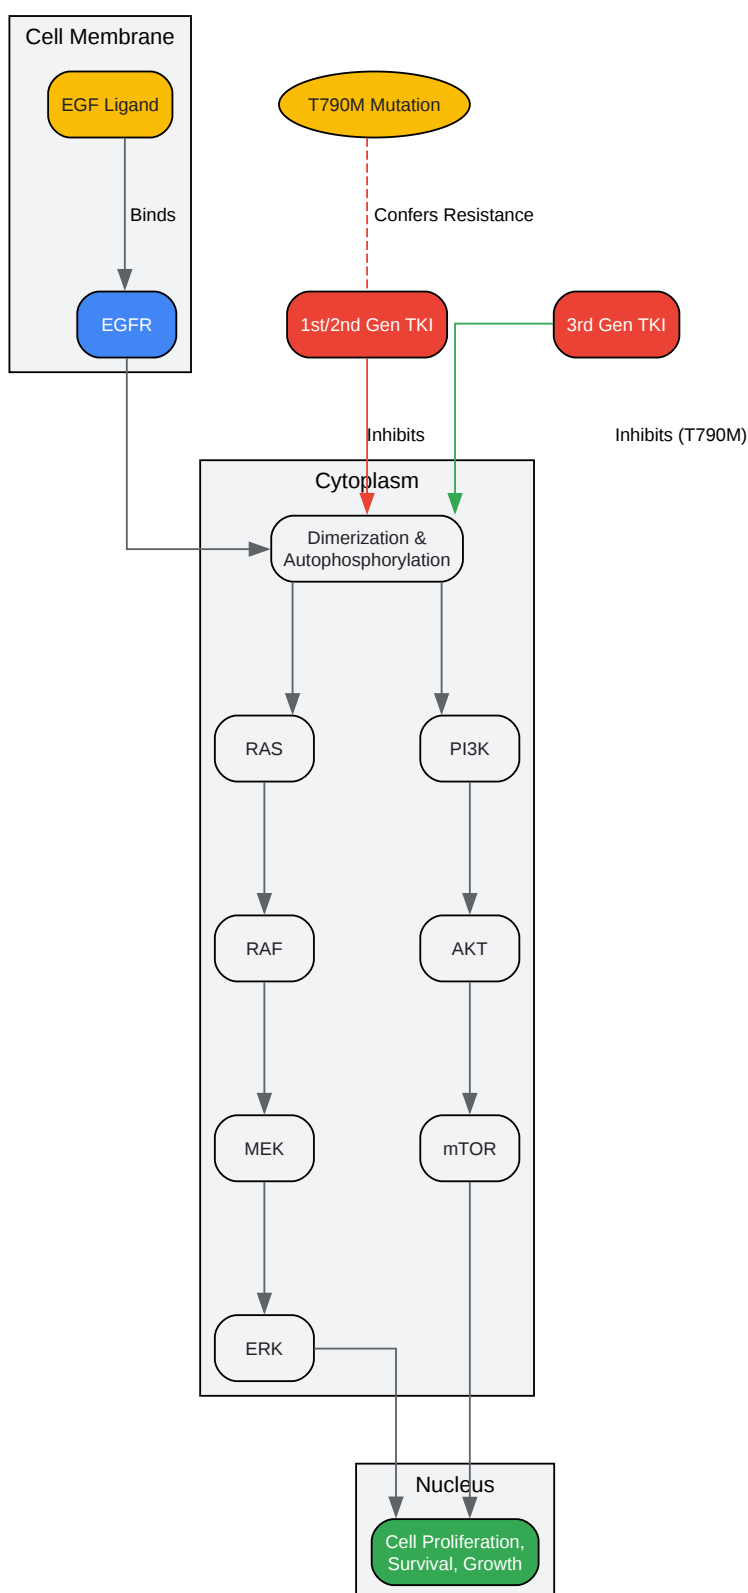 Cell Membrane
EGF Ligand
T790M Mutation
Binds
Confers Resistance
EGFR
1st/2nd Gen TKI
3rd Gen TKI
Inhibits
Inhibits (T790M)
Cytoplasm
Dimerization &
Autophosphorylation
RAS
PI3K
RAF
AKT
MEK
mTOR
ERK
Nucleus
Cell Proliferation,
Survival, Growth